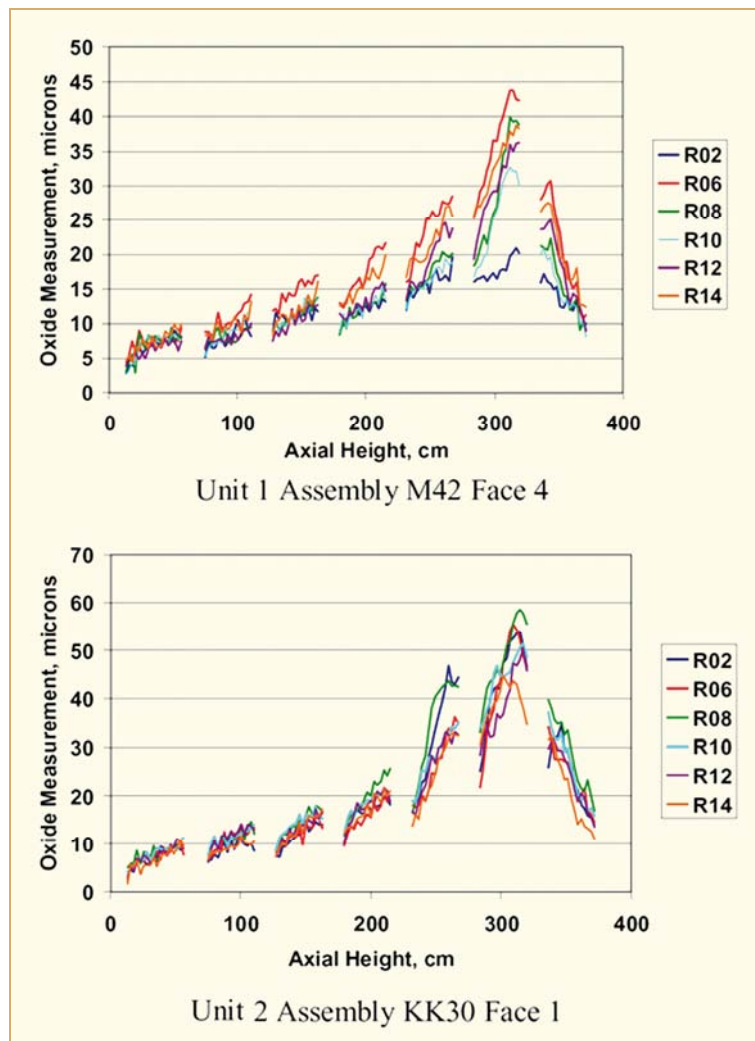 50
45
40
35
30
25
20
15
10
5
0
Oxide Measurement, microns
0 100 200 300 400
Axial Height, cm
R02
R06
R08
R10
R12
R14
Unit 1 Assembly M42 Face 4
70
60
50
40
30
20
10
0
Oxide Measurement, microns
0 100 200 300 400
Axial Height, cm
R02
R06
R08
R10
R12
R14
Unit 2 Assembly KK30 Face 1